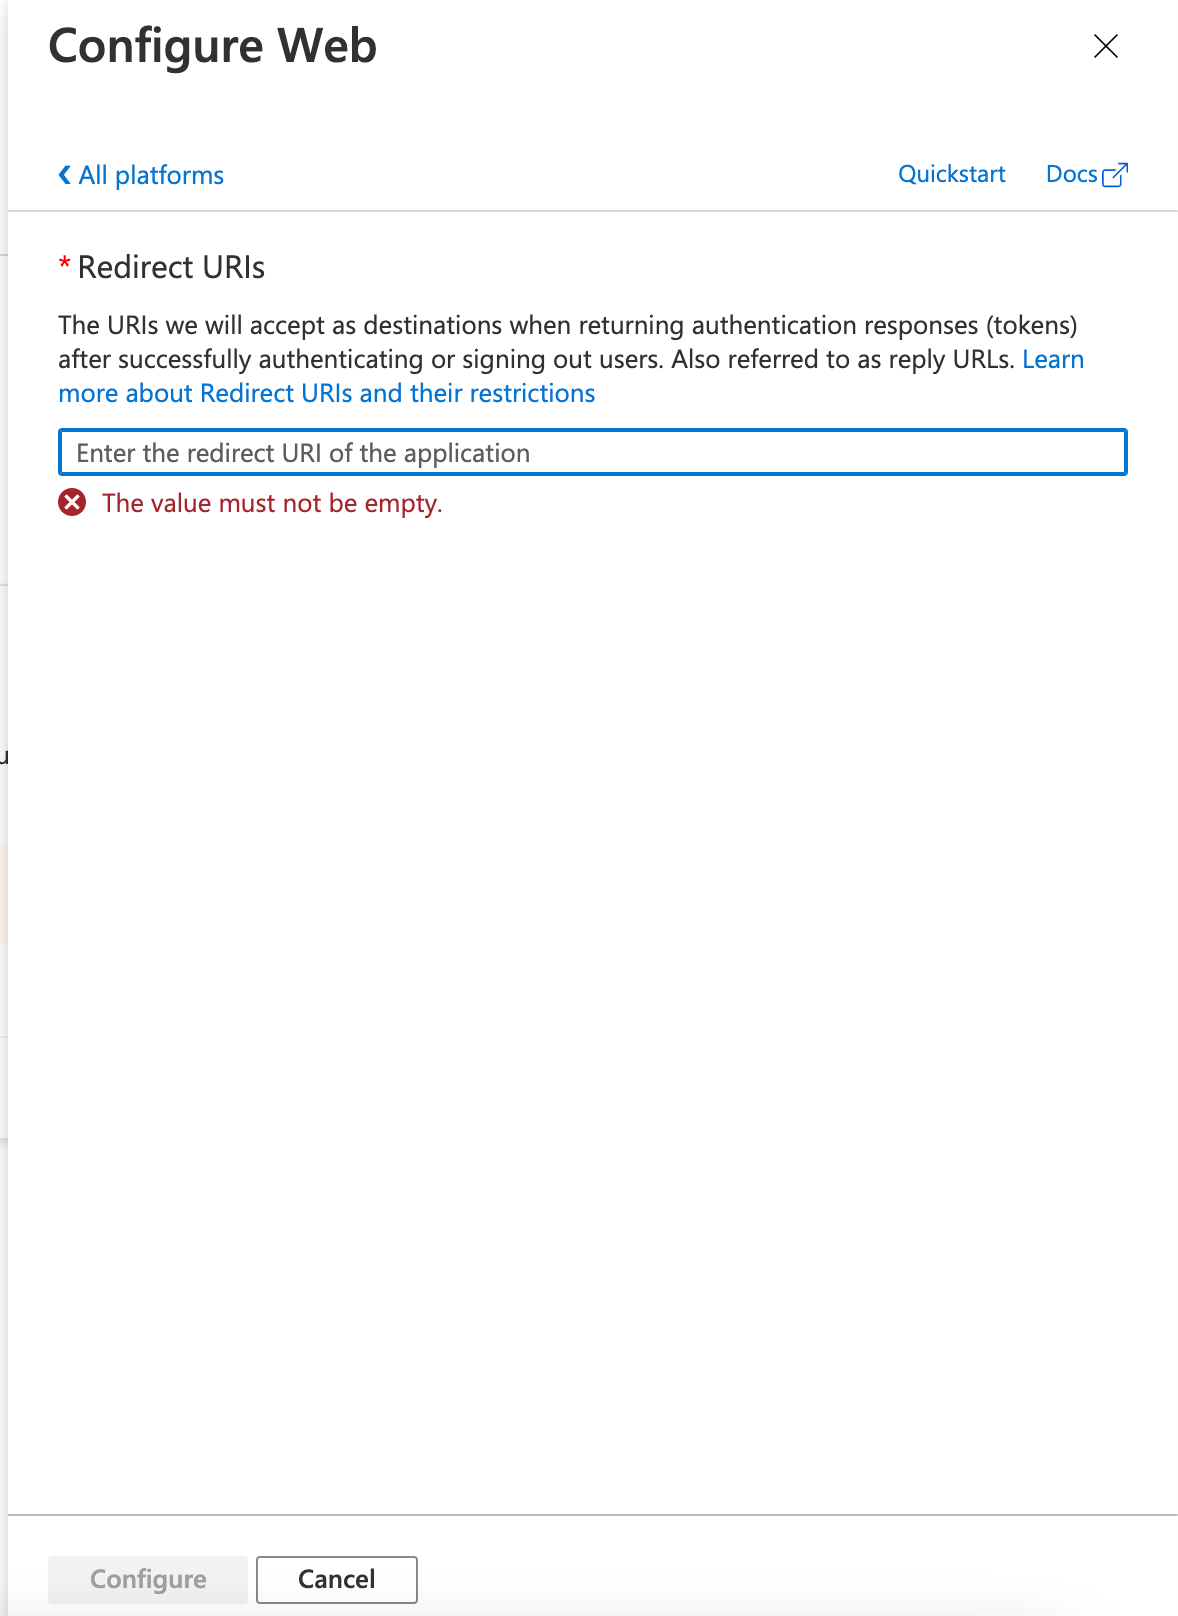 Configure Web
All platforms
Quickstart
Docs
* Redirect URIs
The URIs we will accept as destinations when returning authentication responses (tokens)
after successfully authenticating or signing out users. Also referred to as reply URLs. Learn
more about Redirect URIs and their restrictions
Enter the redirect URI of the application
The value must not be empty.
Configure
Cancel